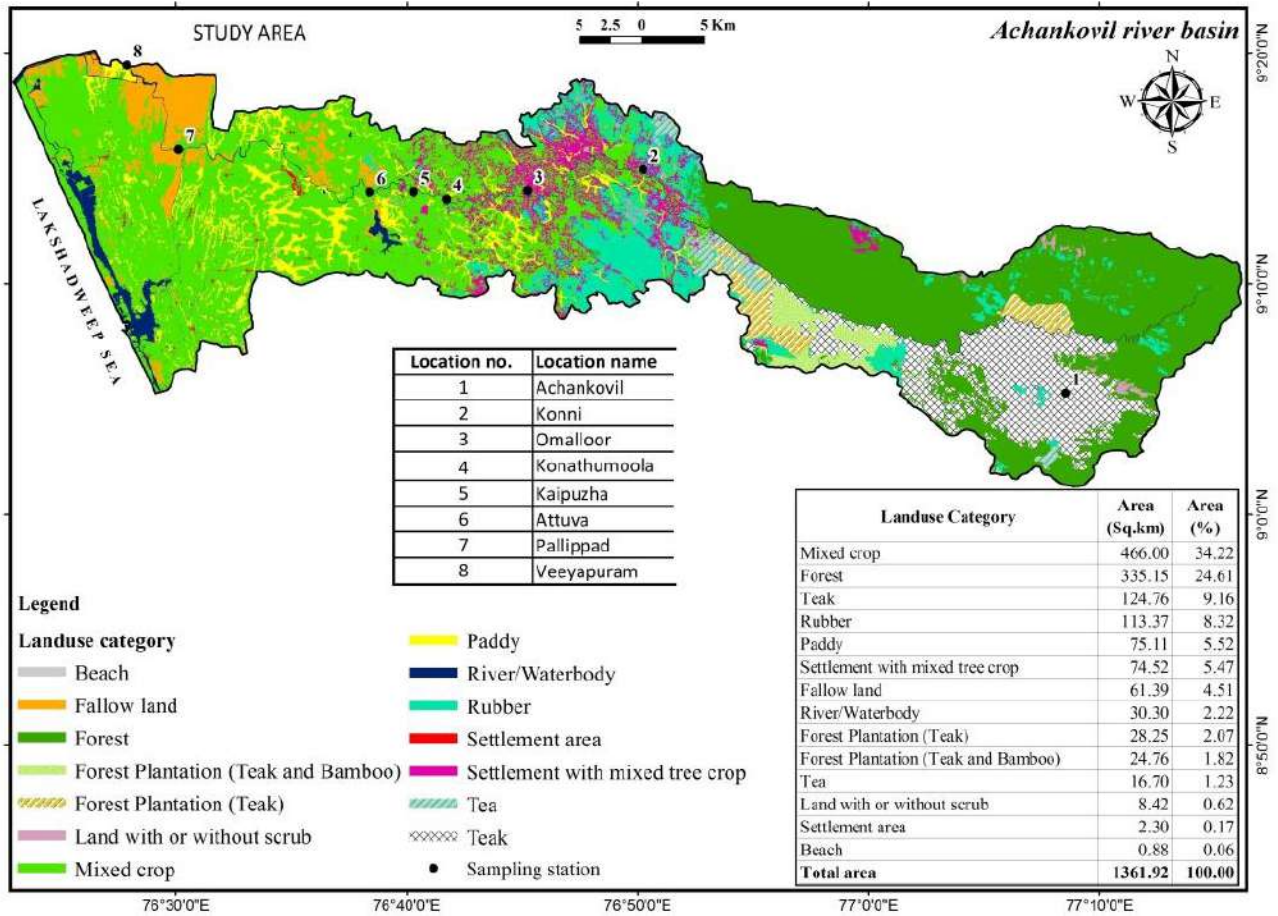 STUDY AREA
5 2.5 0 5 Km
Achankovil river basin
N
W E
S
8
7
6
5
4
3
2
1
LAKSHADWEEP SEA
Location no. Location name
1 Achankovil
2 Konni
3 Omalloor
4 Konathumoola
5 Kaipuzha
6 Attuva
7 Pallippad
8 Veeyapuram
Legend
Landuse category
Beach
Fallow land
Forest
Forest Plantation (Teak and Bamboo)
Forest Plantation (Teak)
Land with or without scrub
Mixed crop
Paddy
River/Waterbody
Rubber
Settlement area
Settlement with mixed tree crop
Tea
Teak
Sampling station
Landuse Category Area (Sq.km) Area (%)
Mixed crop 466.00 34.22
Forest 335.15 24.61
Teak 124.76 9.16
Rubber 113.37 8.32
Paddy 75.11 5.52
Settlement with mixed tree crop 74.52 5.47
Fallow land 61.39 4.51
River/Waterbody 30.30 2.22
Forest Plantation (Teak) 28.25 2.07
Forest Plantation (Teak and Bamboo) 24.76 1.82
Tea 16.70 1.23
Land with or without scrub 8.42 0.62
Settlement area 2.30 0.17
Beach 0.88 0.06
Total area 1361.92 100.00
9°20'0"N
9°10'0"N
9°0'0"N
8°50'0"N
76°30'0"E
76°40'0"E
76°50'0"E
77°0'0"E
77°10'0"E